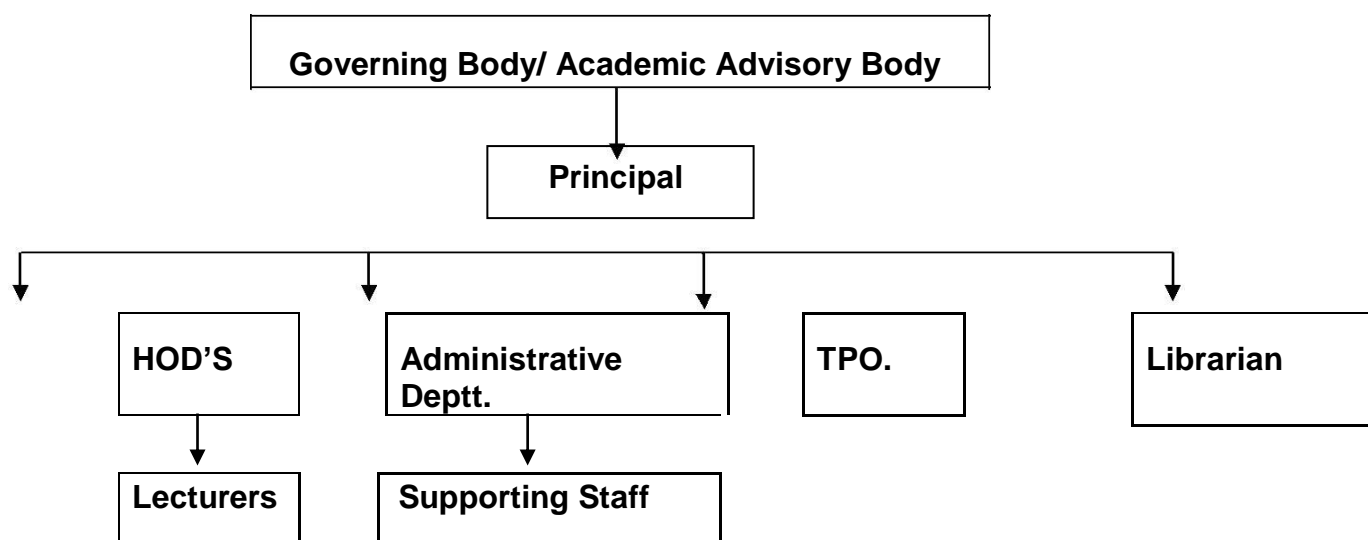 Governing Body/ Academic Advisory Body
Principal
HOD’S
Administrative
Deptt.
TPO.
Librarian
Lecturers
Supporting Staff